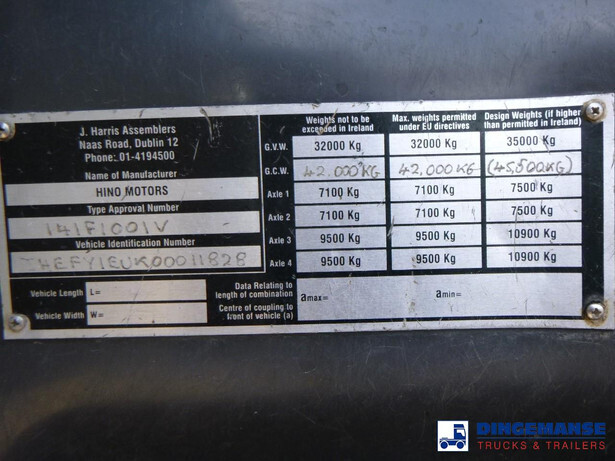 J. Harris Assemblers
Naas Road, Dublin 12
Phone: 01-4194500
Name of Manufacturer
HINO MOTORS
Type Approval Number
141F1001V
Vehicle Identification Number
JHEFY1EUK00011828
Weights not to be exceeded in Ireland
Max. weights permitted under EU directives
Design Weights (if higher than permitted in Ireland)
G.V.W. 32000 Kg 32000 Kg 35000 Kg
G.C.W. 42.000KG 42,000KG (45,500KG)
Axle 1 7100 Kg 7100 Kg 7500 Kg
Axle 2 7100 Kg 7100 Kg 7500 Kg
Axle 3 9500 Kg 9500 Kg 10900 Kg
Axle 4 9500 Kg 9500 Kg 10900 Kg
Vehicle Length L=
Vehicle Width W=
Data Relating to length of combination
Centre of coupling to front of vehicle (a)
amax= amin=
DINGEMANSE
TRUCKS & TRAILERS